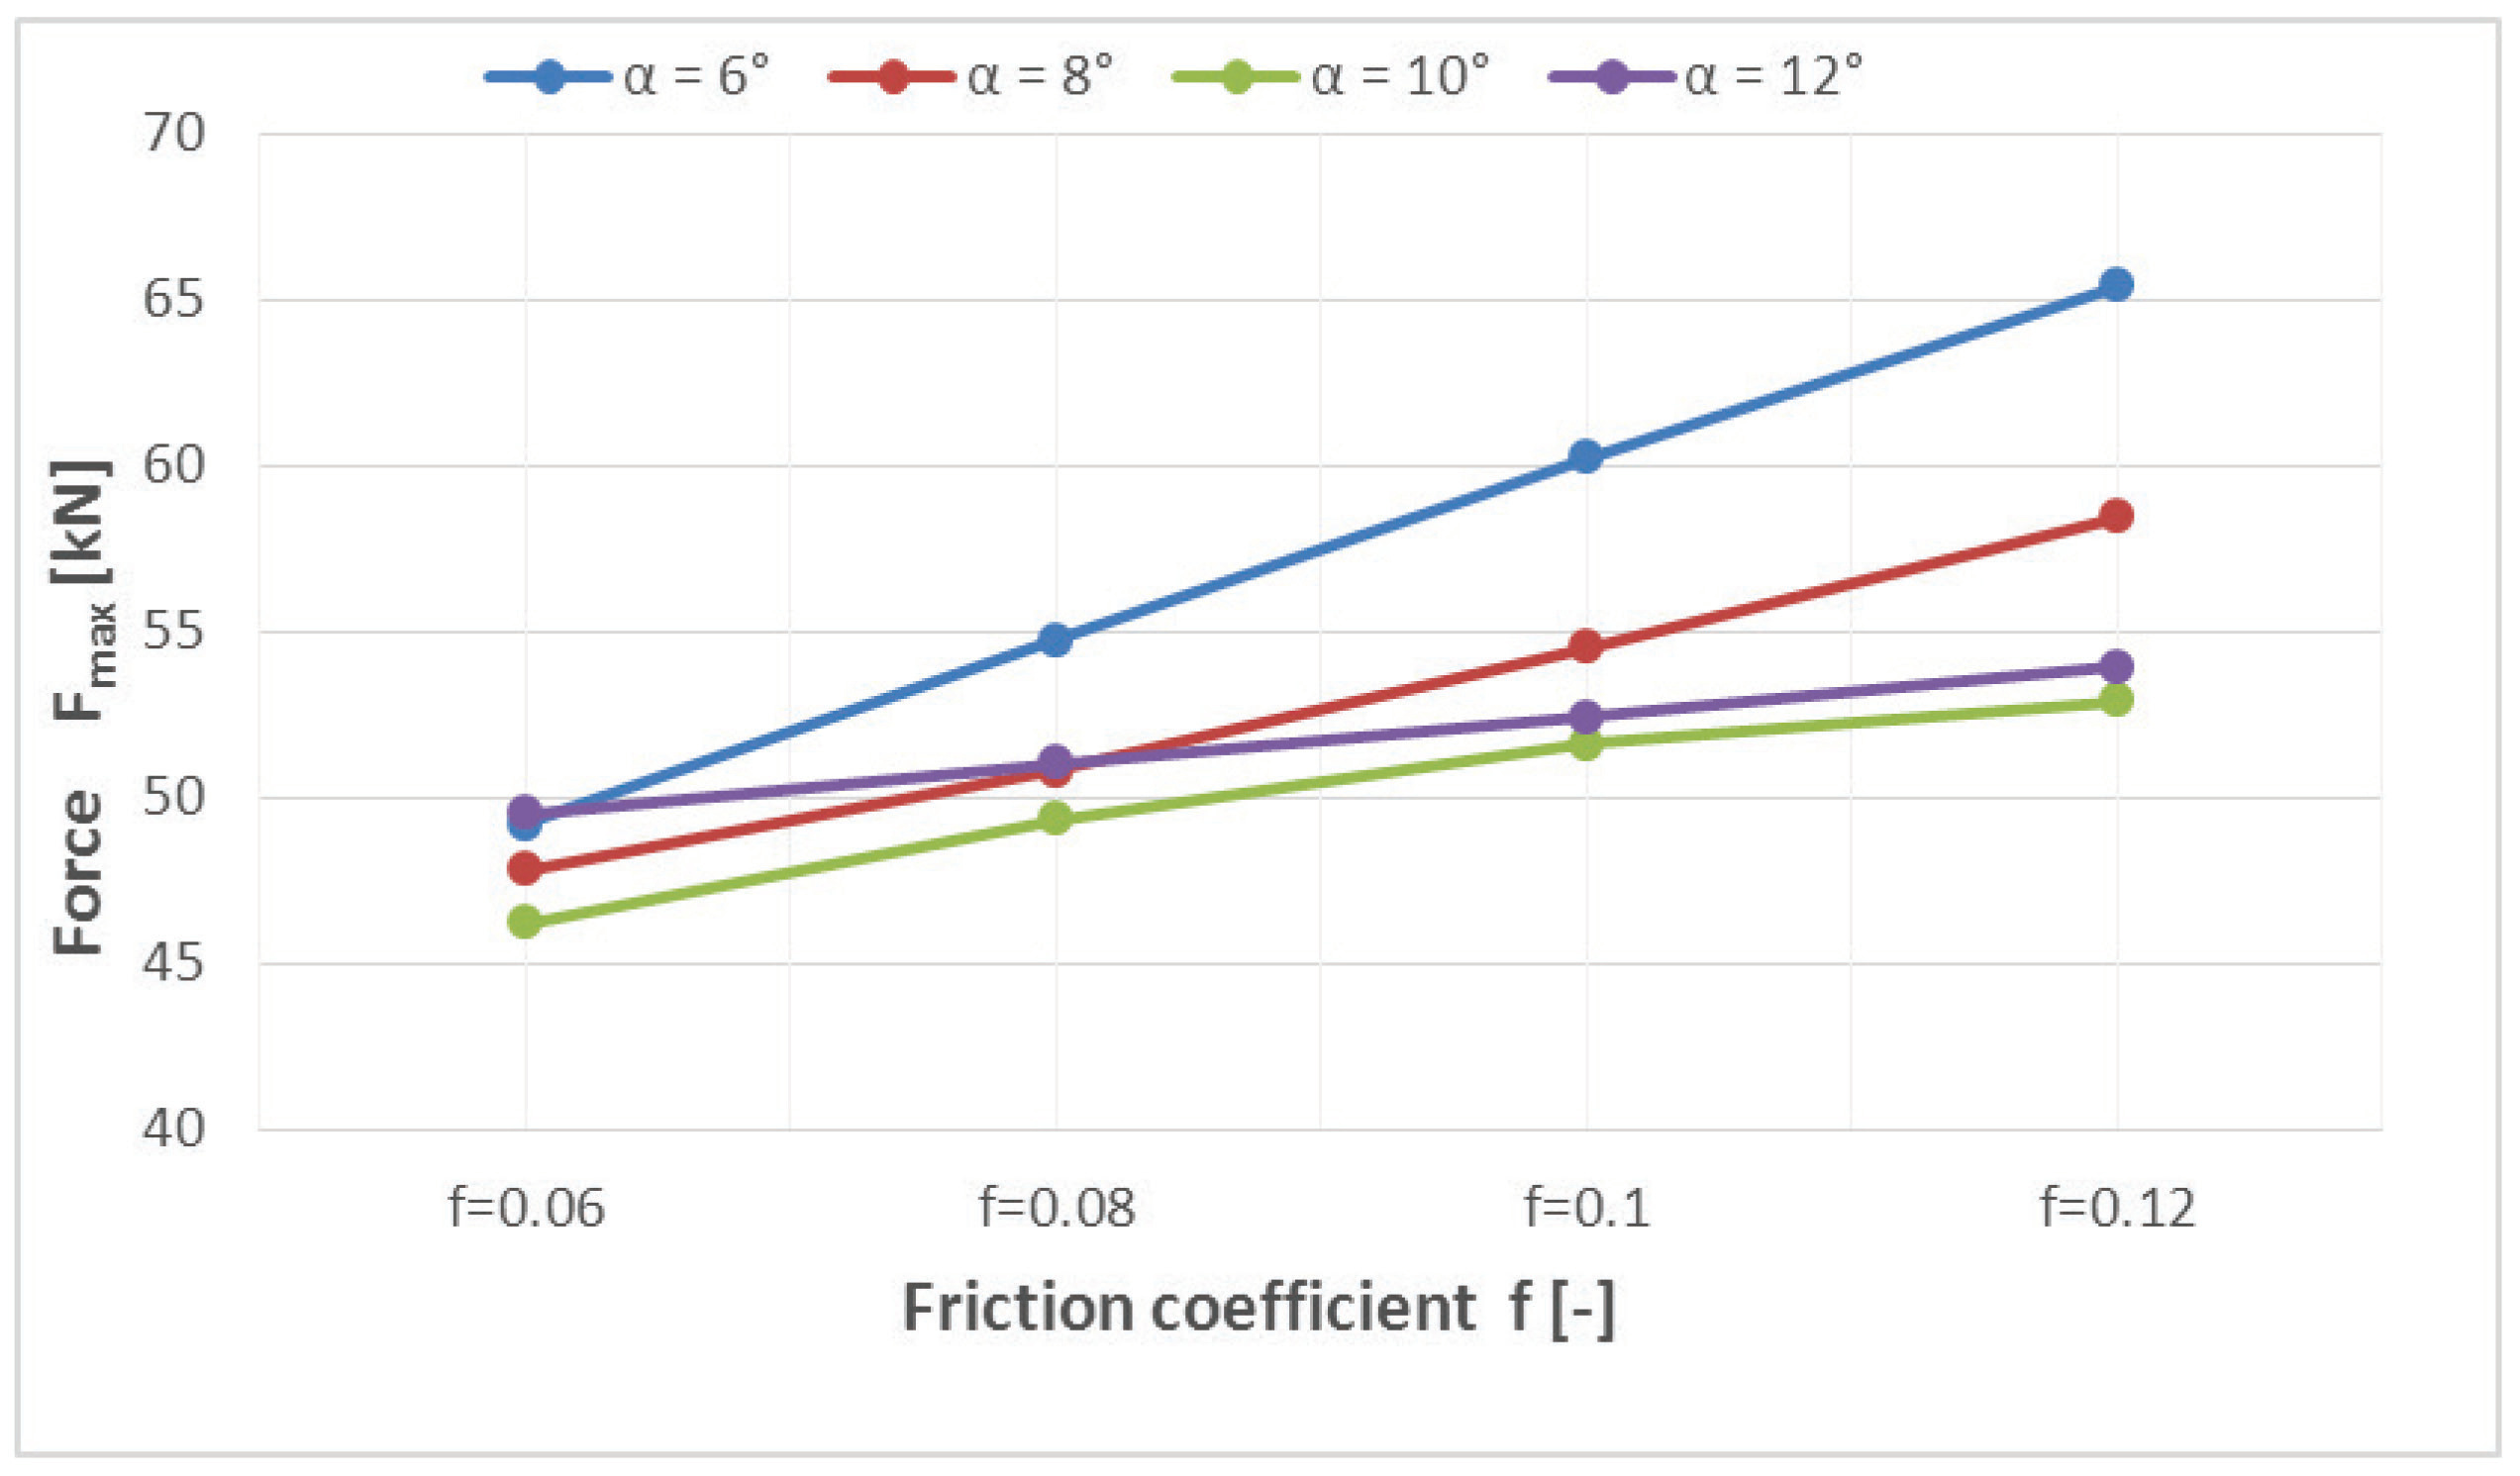 α = 6° α = 8° α = 10° α = 12°
70
65
60
55
50
45
40
Force Fmax [kN]
f=0.06 f=0.08 f=0.1 f=0.12
Friction coefficient f [-]